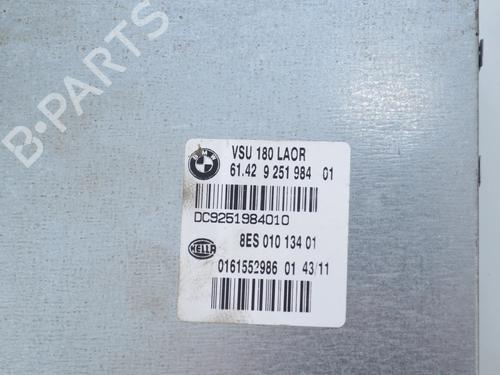 B-PARTS
BMW
VSU 180 LAOR
61.42 9 251 984 01
DC9251984010
8ES 010 134 01
HELLA
0161552986 01 43/11